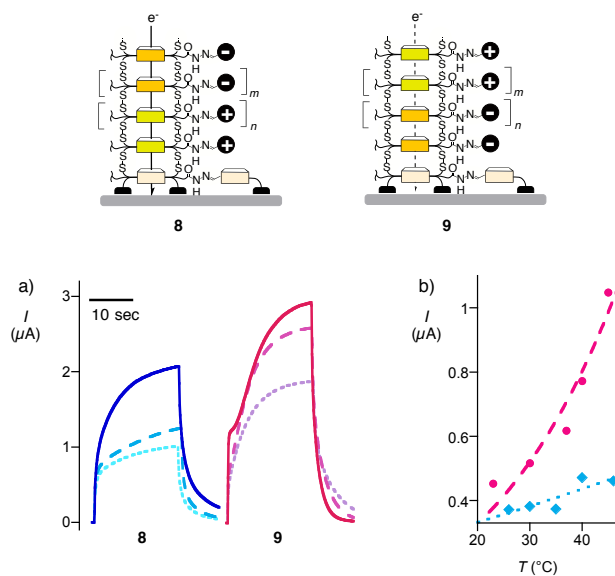 e⁻ e⁻
S S S S
O N N − O N N +
H H
S S S S
O N N − m O N N + m
H H
S S S S
O N N + n O N N − n
H H
S S S S
O N N + O N N −
H H
S S S S
O N N O N N
H H
8 9
a) b)
I (µA) 3 2 1 0
10 sec
8 9
I (µA) 1 0.8 0.6 0.4
20 30 40
T (°C)